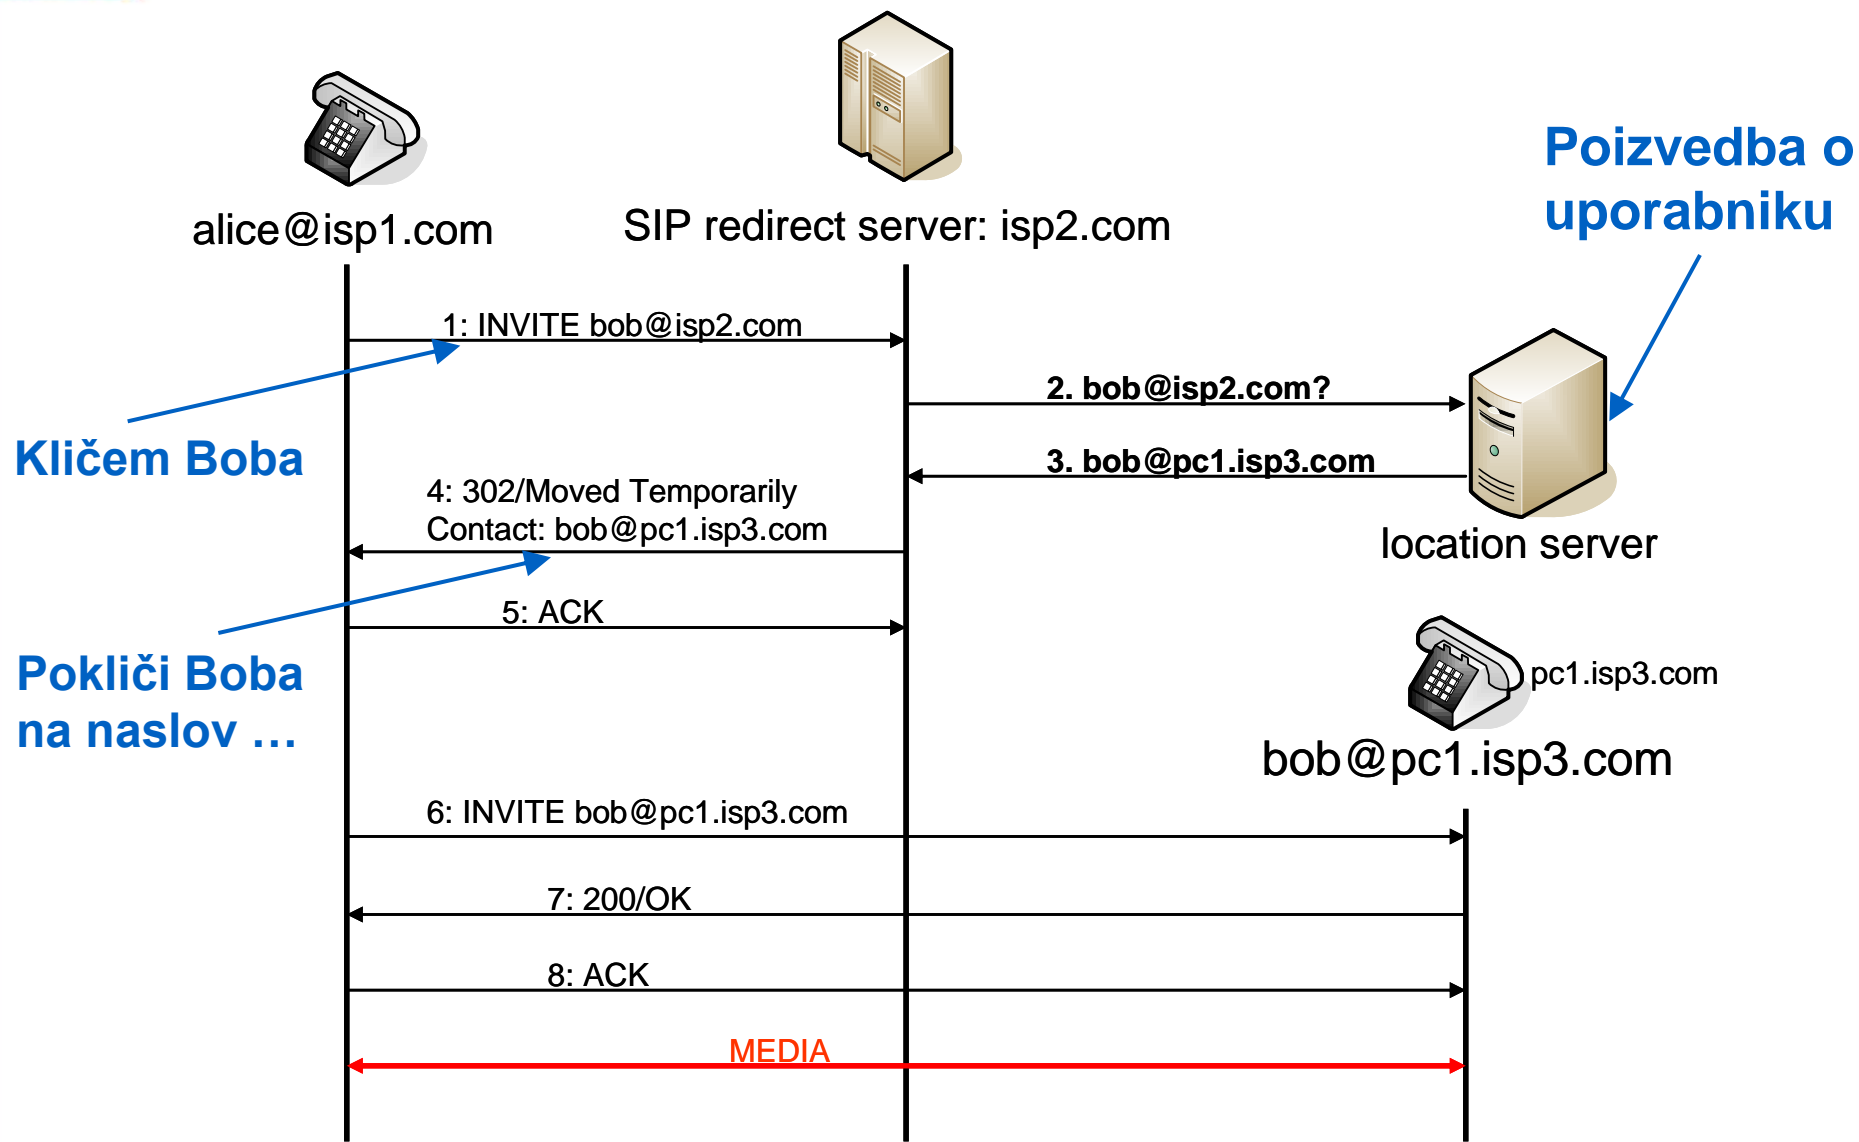 alice@isp1.com
SIP redirect server: isp2.com
Poizvedba o
uporabniku
1: INVITE bob@isp2.com
2. bob@isp2.com?
Kličem Boba
3. bob@pc1.isp3.com
4: 302/Moved Temporarily
Contact: bob@pc1.isp3.com
location server
5: ACK
Pokliči Boba
na naslov …
pc1.isp3.com
bob@pc1.isp3.com
6: INVITE bob@pc1.isp3.com
7: 200/OK
8: ACK
MEDIA